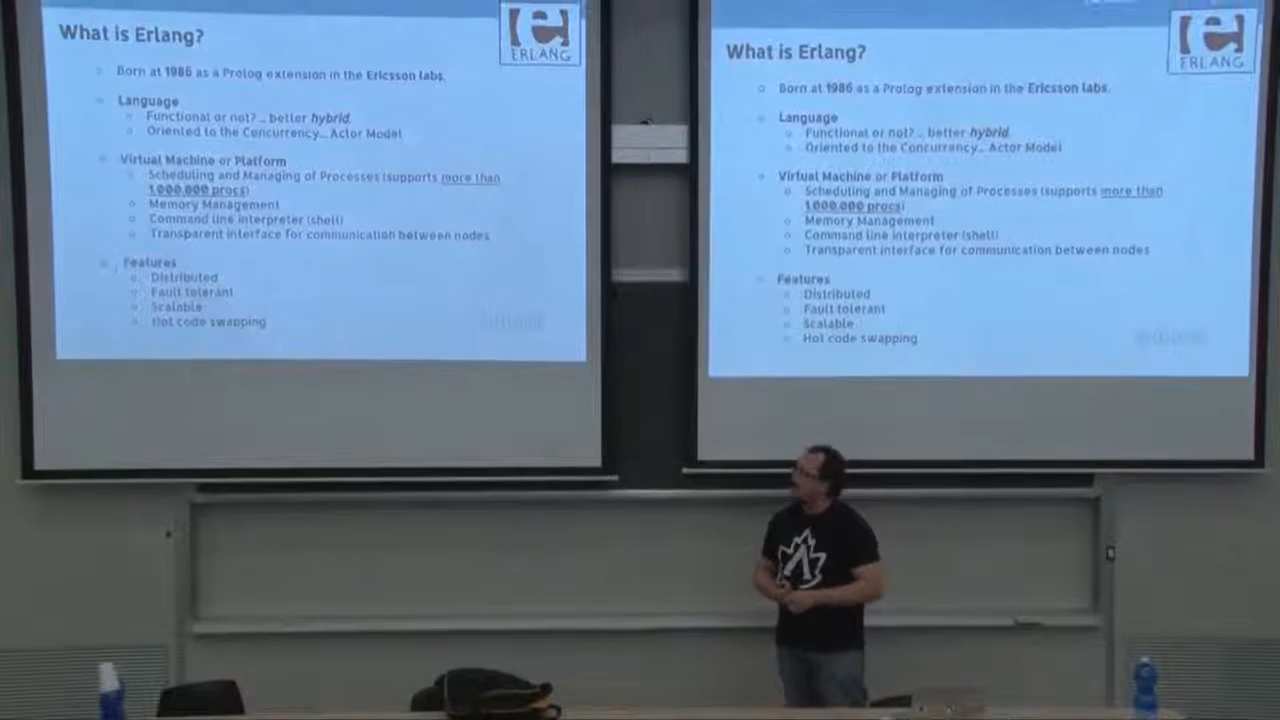 What is Erlang?
ERLANG
Born at 1986 as a Prolog extension in the Ericsson labs.
Language
Functional or not? .. better hybrid.
Oriented to the Concurrency... Actor Model
Virtual Machine or Platform
Scheduling and Managing of Processes (supports more than
1.000.000 procs)
Memory Management
Command line interpreter (shell)
Transparent interface for communication between nodes
Features
Distributed
Fault tolerant
Scalable
Hot code swapping
What is Erlang?
ERLANG
Born at 1986 as a Prolog extension in the Ericsson labs.
Language
Functional or not? .. better hybrid.
Oriented to the Concurrency... Actor Model
Virtual Machine or Platform
Scheduling and Managing of Processes (supports more than
1.000.000 procs)
Memory Management
Command line interpreter (shell)
Transparent interface for communication between nodes
Features
Distributed
Fault tolerant
Scalable
Hot code swapping